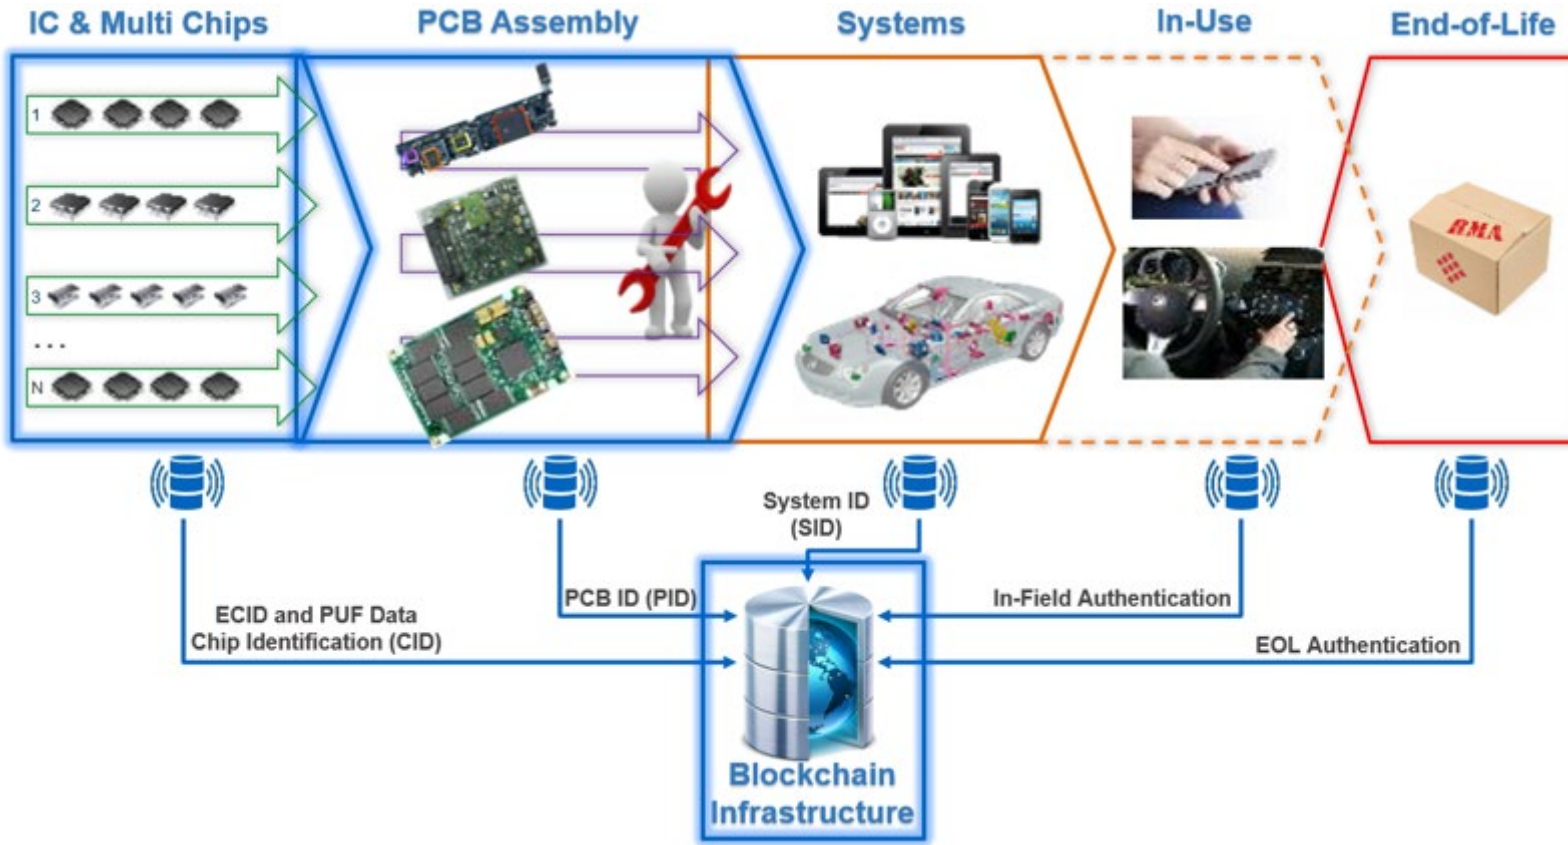 IC & Multi Chips
PCB Assembly
Systems
In-Use
End-of-Life
1
2
3
...
N
RMA
System ID
(SID)
PCB ID (PID)
In-Field Authentication
ECID and PUF Data
Chip Identification (CID)
EOL Authentication
Blockchain
Infrastructure